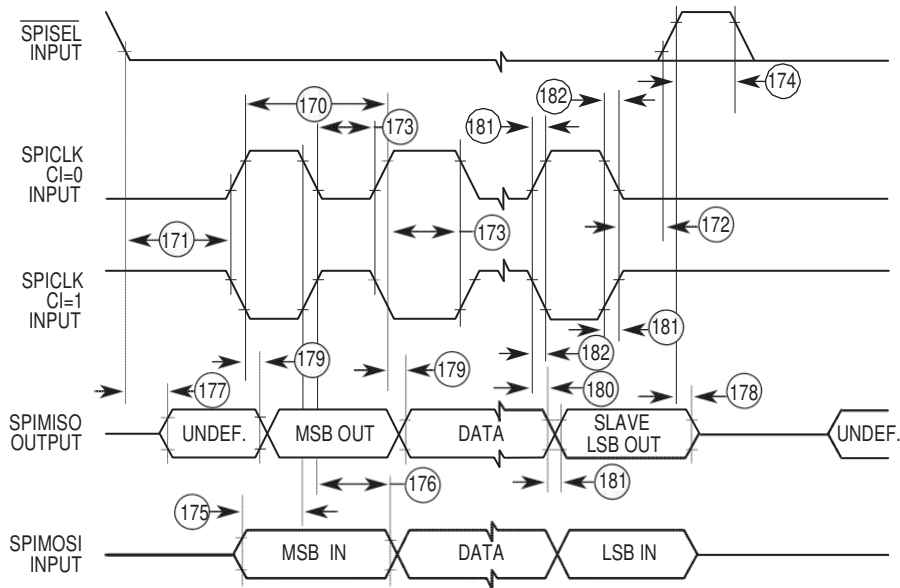 SPISEL
INPUT
174
182
170
181
173
SPICLK
CI=0
INPUT
171
173
172
SPICLK
CI=1
INPUT
181
182
179
179
177
180
178
SPIMISO
OUTPUT
UNDEF.
MSB OUT
DATA
SLAVE
LSB OUT
UNDEF.
176
181
175
SPIMOSI
INPUT
MSB IN
DATA
LSB IN